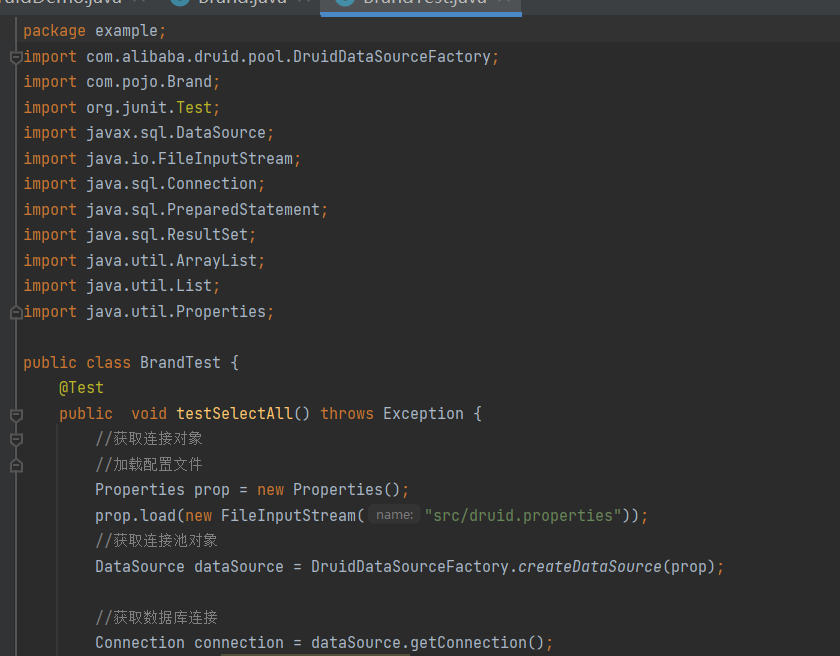 Brand.java
BrandTest.java
package example;
import com.alibaba.druid.pool.DruidDataSourceFactory;
import com.pojo.Brand;
import org.junit.Test;
import javax.sql.DataSource;
import java.io.FileInputStream;
import java.sql.Connection;
import java.sql.PreparedStatement;
import java.sql.ResultSet;
import java.util.ArrayList;
import java.util.List;
import java.util.Properties;
public class BrandTest {
@Test
public  void testSelectAll() throws Exception {
//获取连接对象
//加载配置文件
Properties prop = new Properties();
prop.load(new FileInputStream( name: "src/druid.properties"));
//获取连接池对象
DataSource dataSource = DruidDataSourceFactory.createDataSource(prop);
//获取数据库连接
Connection connection = dataSource.getConnection();